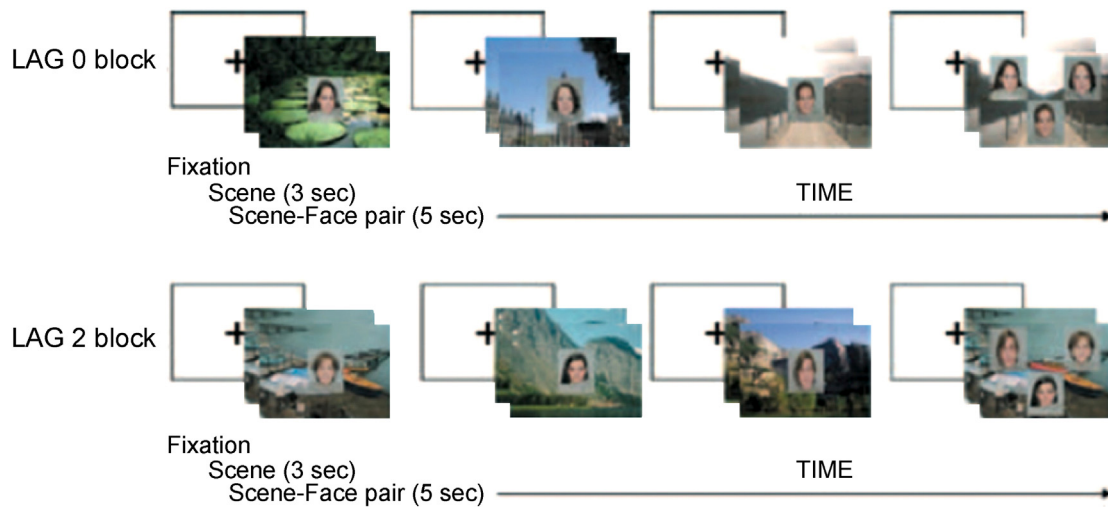 LAG 0 block
Fixation
Scene (3 sec)
Scene-Face pair (5 sec)
TIME
LAG 2 block
Fixation
Scene (3 sec)
Scene-Face pair (5 sec)
TIME